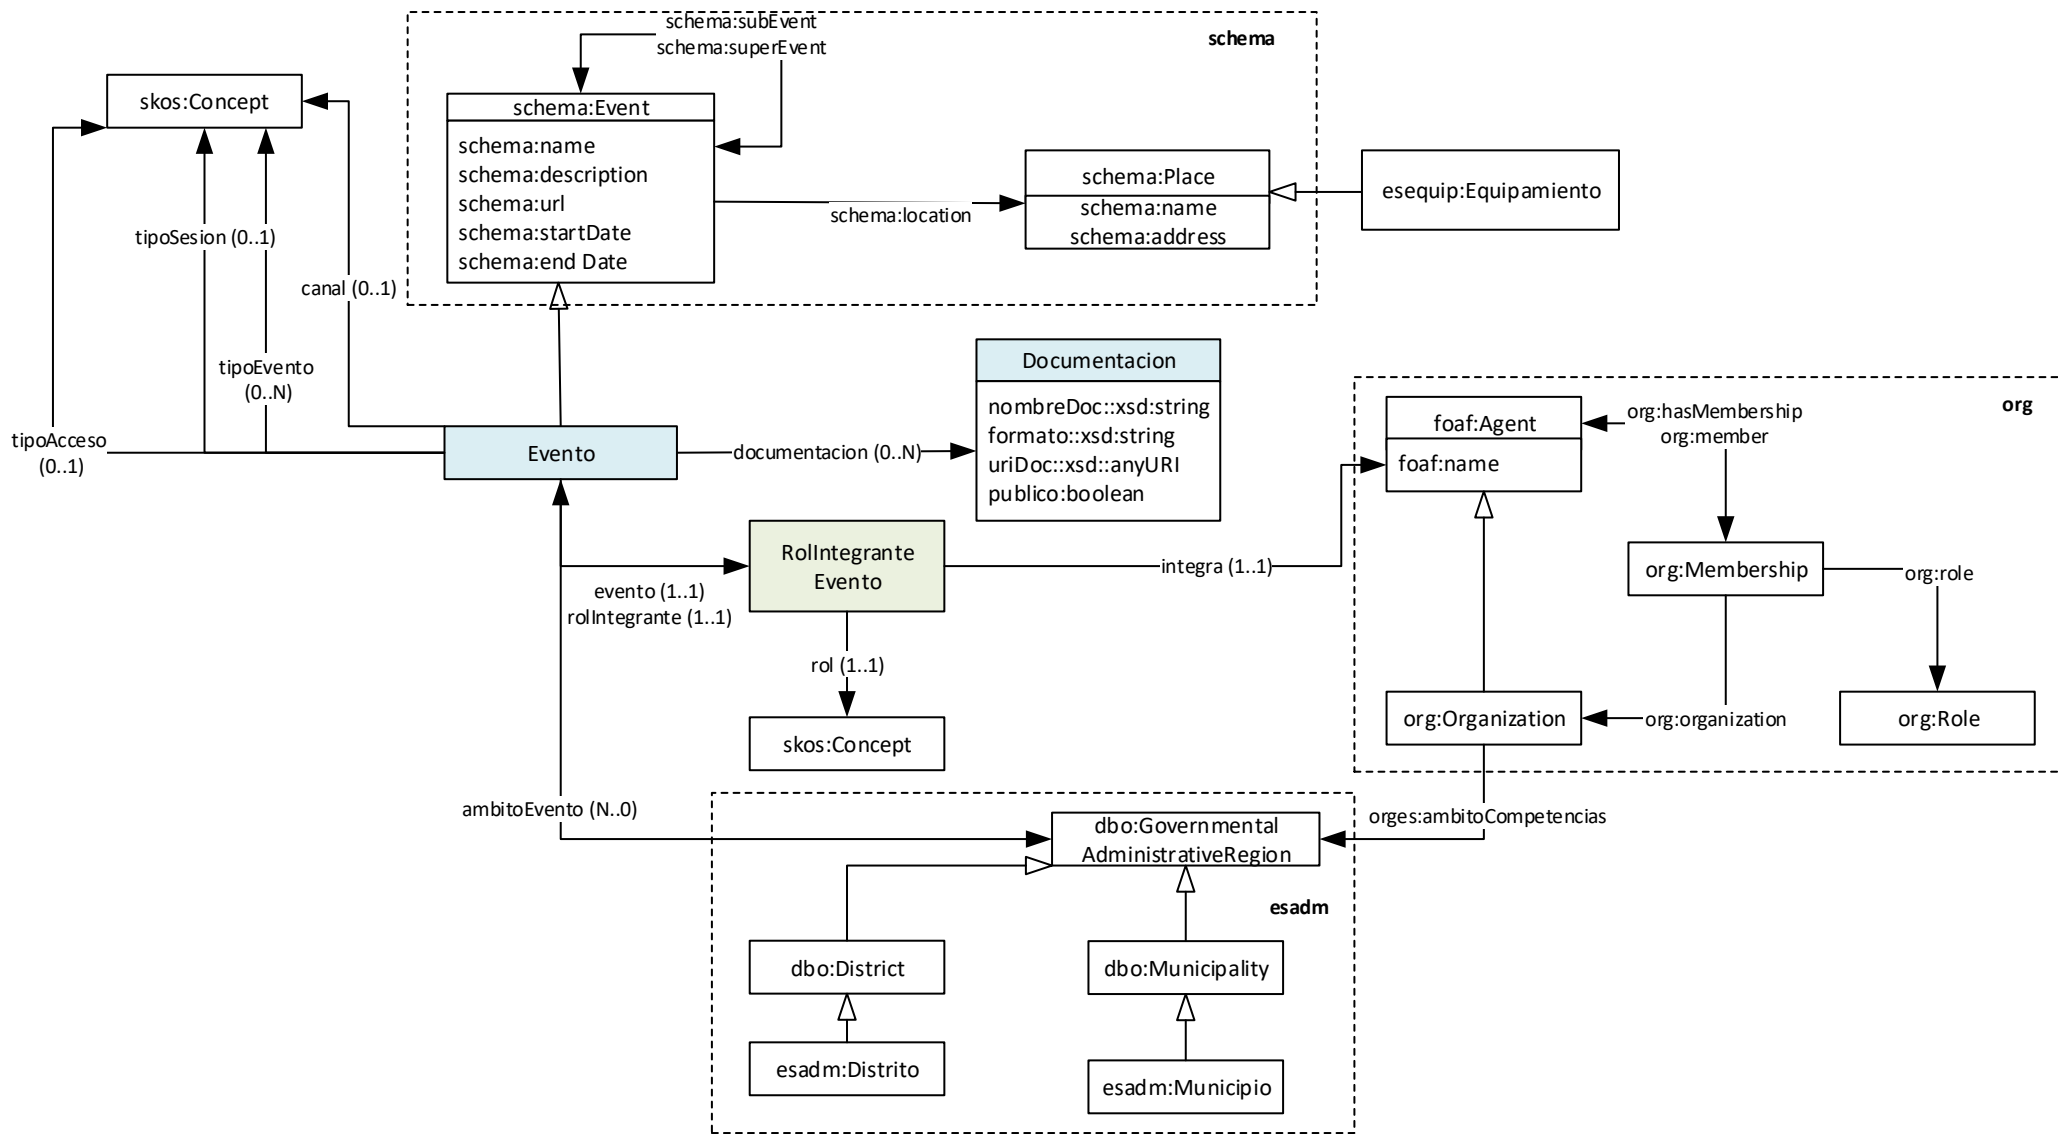 schema:subEvent
schema:superEvent
schema
skos:Concept
schema:Event
schema:name
schema:description
schema:url
schema:startDate
schema:end Date
schema:location
schema:Place
schema:name
schema:address
esequip:Equipamiento
tipoSesion (0..1)
canal (0..1)
tipoEvento
(0..N)
tipoAcceso
(0..1)
Evento
documentacion (0..N)
Documentacion
nombreDoc::xsd:string
formato::xsd:string
uriDoc::xsd::anyURI
publico:boolean
org
foaf:Agent
foaf:name
org:hasMembership
org:member
RolIntegrante
Evento
integra (1..1)
evento (1..1)
rolIntegrante (1..1)
org:Membership
org:role
rol (1..1)
skos:Concept
org:Organization
org:organization
org:Role
ambitoEvento (N..0)
dbo:Governmental
AdministrativeRegion
orges:ambitoCompetencias
esadm
dbo:District
dbo:Municipality
esadm:Distrito
esadm:Municipio